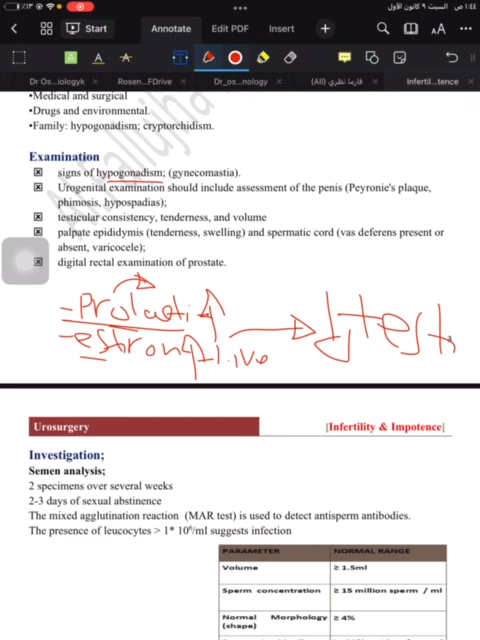 ١:٤٤ ص السبت ٩ كانون الأول
١٣٪
Start
Annotate
Edit PDF
Insert
Dr Os...iologyk
Rosen...FDrive
Dr_os...nology
فارما نظري (All)
Infertil...tence
•Medical and surgical
•Drugs and environmental.
•Family: hypogonadism; cryptorchidism.
Examination
signs of hypogonadism; (gynecomastia).
Urogenital examination should include assessment of the penis (Peyronie's plaque,
phimosis, hypospadias);
testicular consistency, tenderness, and volume
palpate epididymis (tenderness, swelling) and spermatic cord (vas deferens present or
absent, varicocele);
digital rectal examination of prostate.
Urosurgery
[Infertility & Impotence]
Investigation;
Semen analysis;
2 specimens over several weeks
2-3 days of sexual abstinence
The mixed agglutination reaction (MAR test) is used to detect antisperm antibodies.
The presence of leucocytes > 1* 10⁶/ml suggests infection
PARAMETER NORMAL RANGE
Volume ≥ 1.5ml
Sperm concentration ≥ 15 million sperm / ml
Normal Morphology ≥ 4%
(shape)